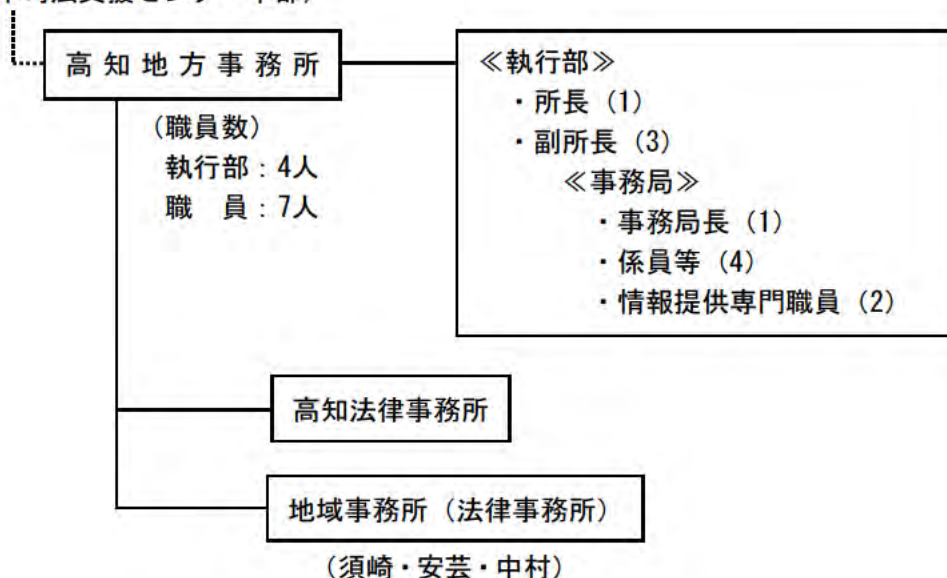 高知地方事務所
（職員数）
執行部：4人
職　員：7人
≪執行部≫
・所長（1）
・副所長（3）
≪事務局≫
・事務局長（1）
・係員等（4）
・情報提供専門職員（2）
高知法律事務所
地域事務所（法律事務所）
（須崎・安芸・中村）